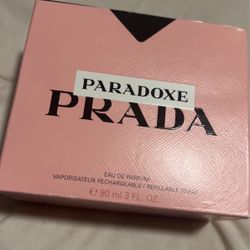 PARADOXE
PRADA
EAU DE PARFUM
VAPORISATEUR RECHARGEABLE / REFILLABLE SPRAY
℮ 90 ml 3 FL. OZ